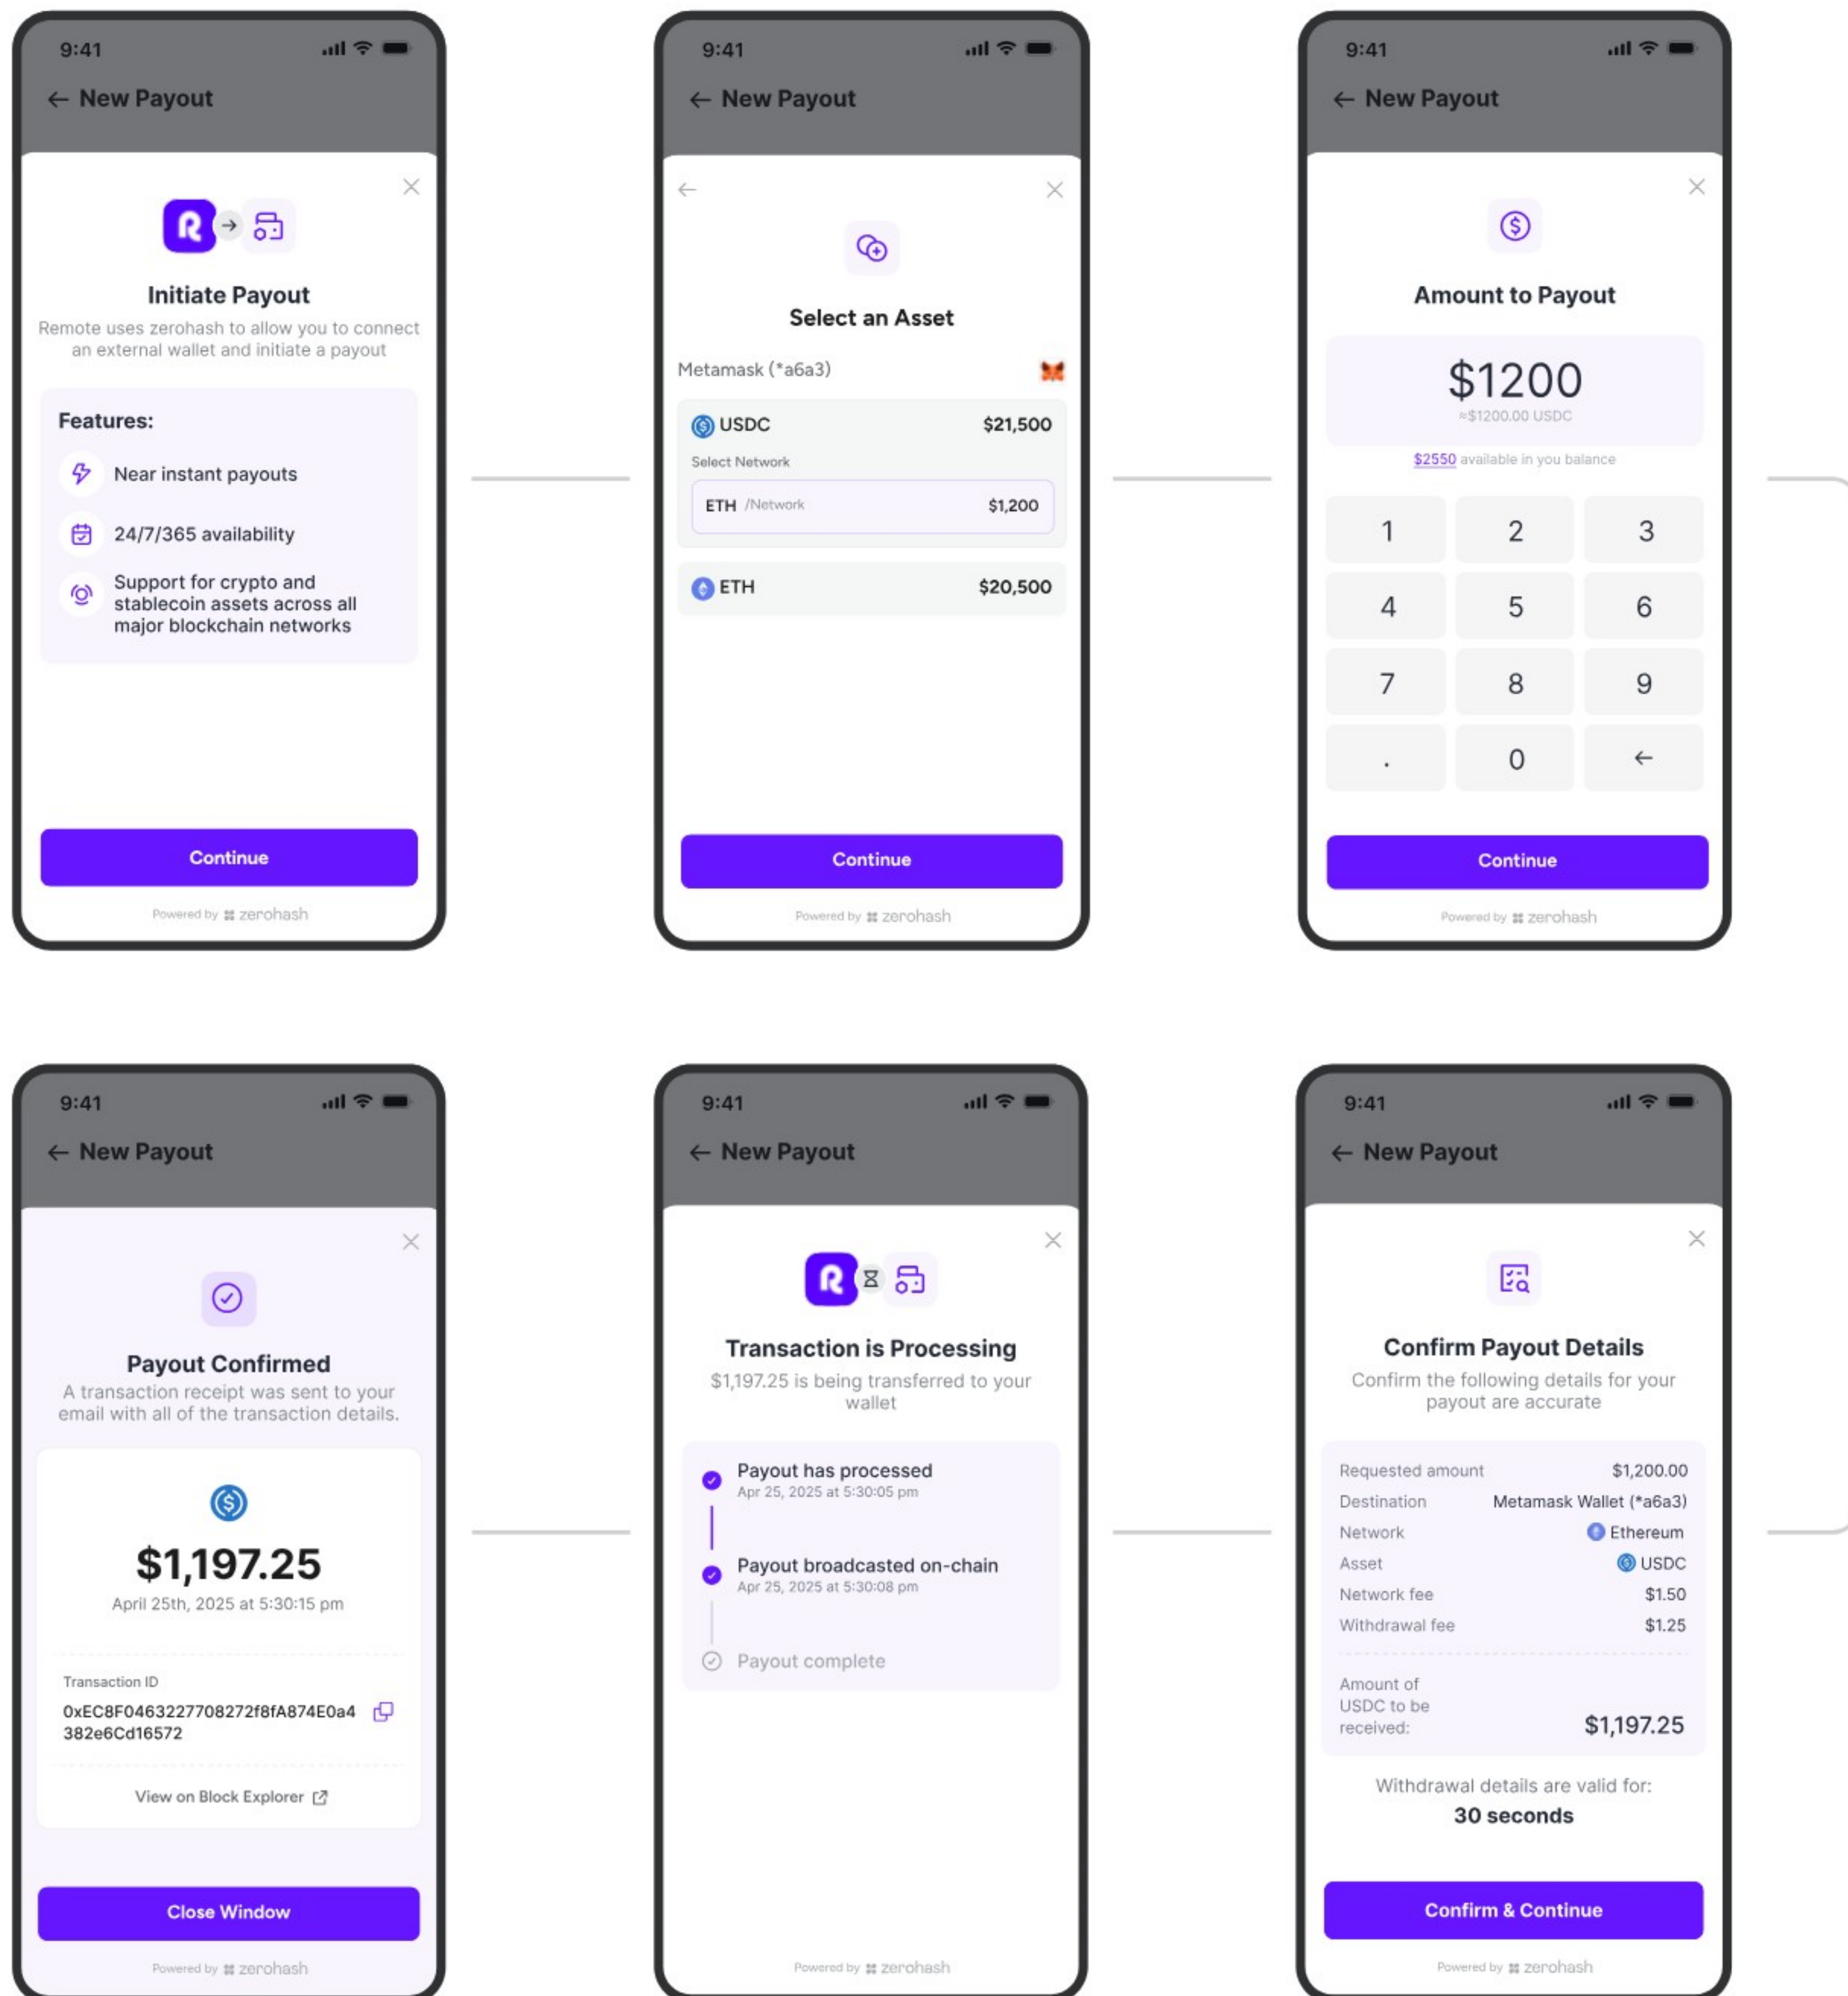 9:41
← New Payout
Initiate Payout
Remote uses zerohash to allow you to connect
an external wallet and initiate a payout
Features:
Near instant payouts
24/7/365 availability
Support for crypto and
stablecoin assets across all
major blockchain networks
Continue
Powered by zerohash
9:41
← New Payout
Select an Asset
Metamask (*a6a3)
USDC $21,500
Select Network
ETH /Network $1,200
ETH $20,500
Continue
Powered by zerohash
9:41
← New Payout
Amount to Payout
$1200
≈$1200.00 USDC
$2550 available in you balance
1 2 3
4 5 6
7 8 9
. 0 ←
Continue
Powered by zerohash
9:41
← New Payout
Confirm Payout Details
Confirm the following details for your
payout are accurate
Requested amount $1,200.00
Destination Metamask Wallet (*a6a3)
Network Ethereum
Asset USDC
Network fee $1.50
Withdrawal fee $1.25
Amount of
USDC to be
received: $1,197.25
Withdrawal details are valid for:
30 seconds
Confirm & Continue
Powered by zerohash
9:41
← New Payout
Transaction is Processing
$1,197.25 is being transferred to your
wallet
Payout has processed
Apr 25, 2025 at 5:30:05 pm
Payout broadcasted on-chain
Apr 25, 2025 at 5:30:08 pm
Payout complete
Powered by zerohash
9:41
← New Payout
Payout Confirmed
A transaction receipt was sent to your
email with all of the transaction details.
$1,197.25
April 25th, 2025 at 5:30:15 pm
Transaction ID
0xEC8F0463227708272f8fA874E0a4
382e6Cd16572
View on Block Explorer
Close Window
Powered by zerohash